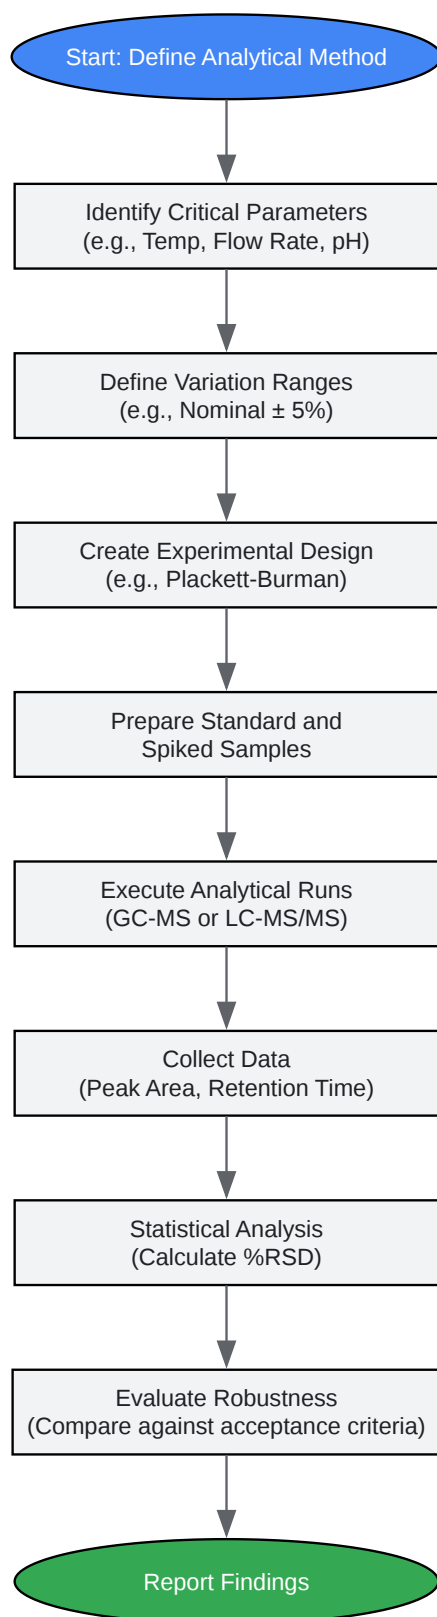 Start: Define Analytical Method
Identify Critical Parameters
(e.g., Temp, Flow Rate, pH)
Define Variation Ranges
(e.g., Nominal ± 5%)
Create Experimental Design
(e.g., Plackett-Burman)
Prepare Standard and
Spiked Samples
Execute Analytical Runs
(GC-MS or LC-MS/MS)
Collect Data
(Peak Area, Retention Time)
Statistical Analysis
(Calculate %RSD)
Evaluate Robustness
(Compare against acceptance criteria)
Report Findings